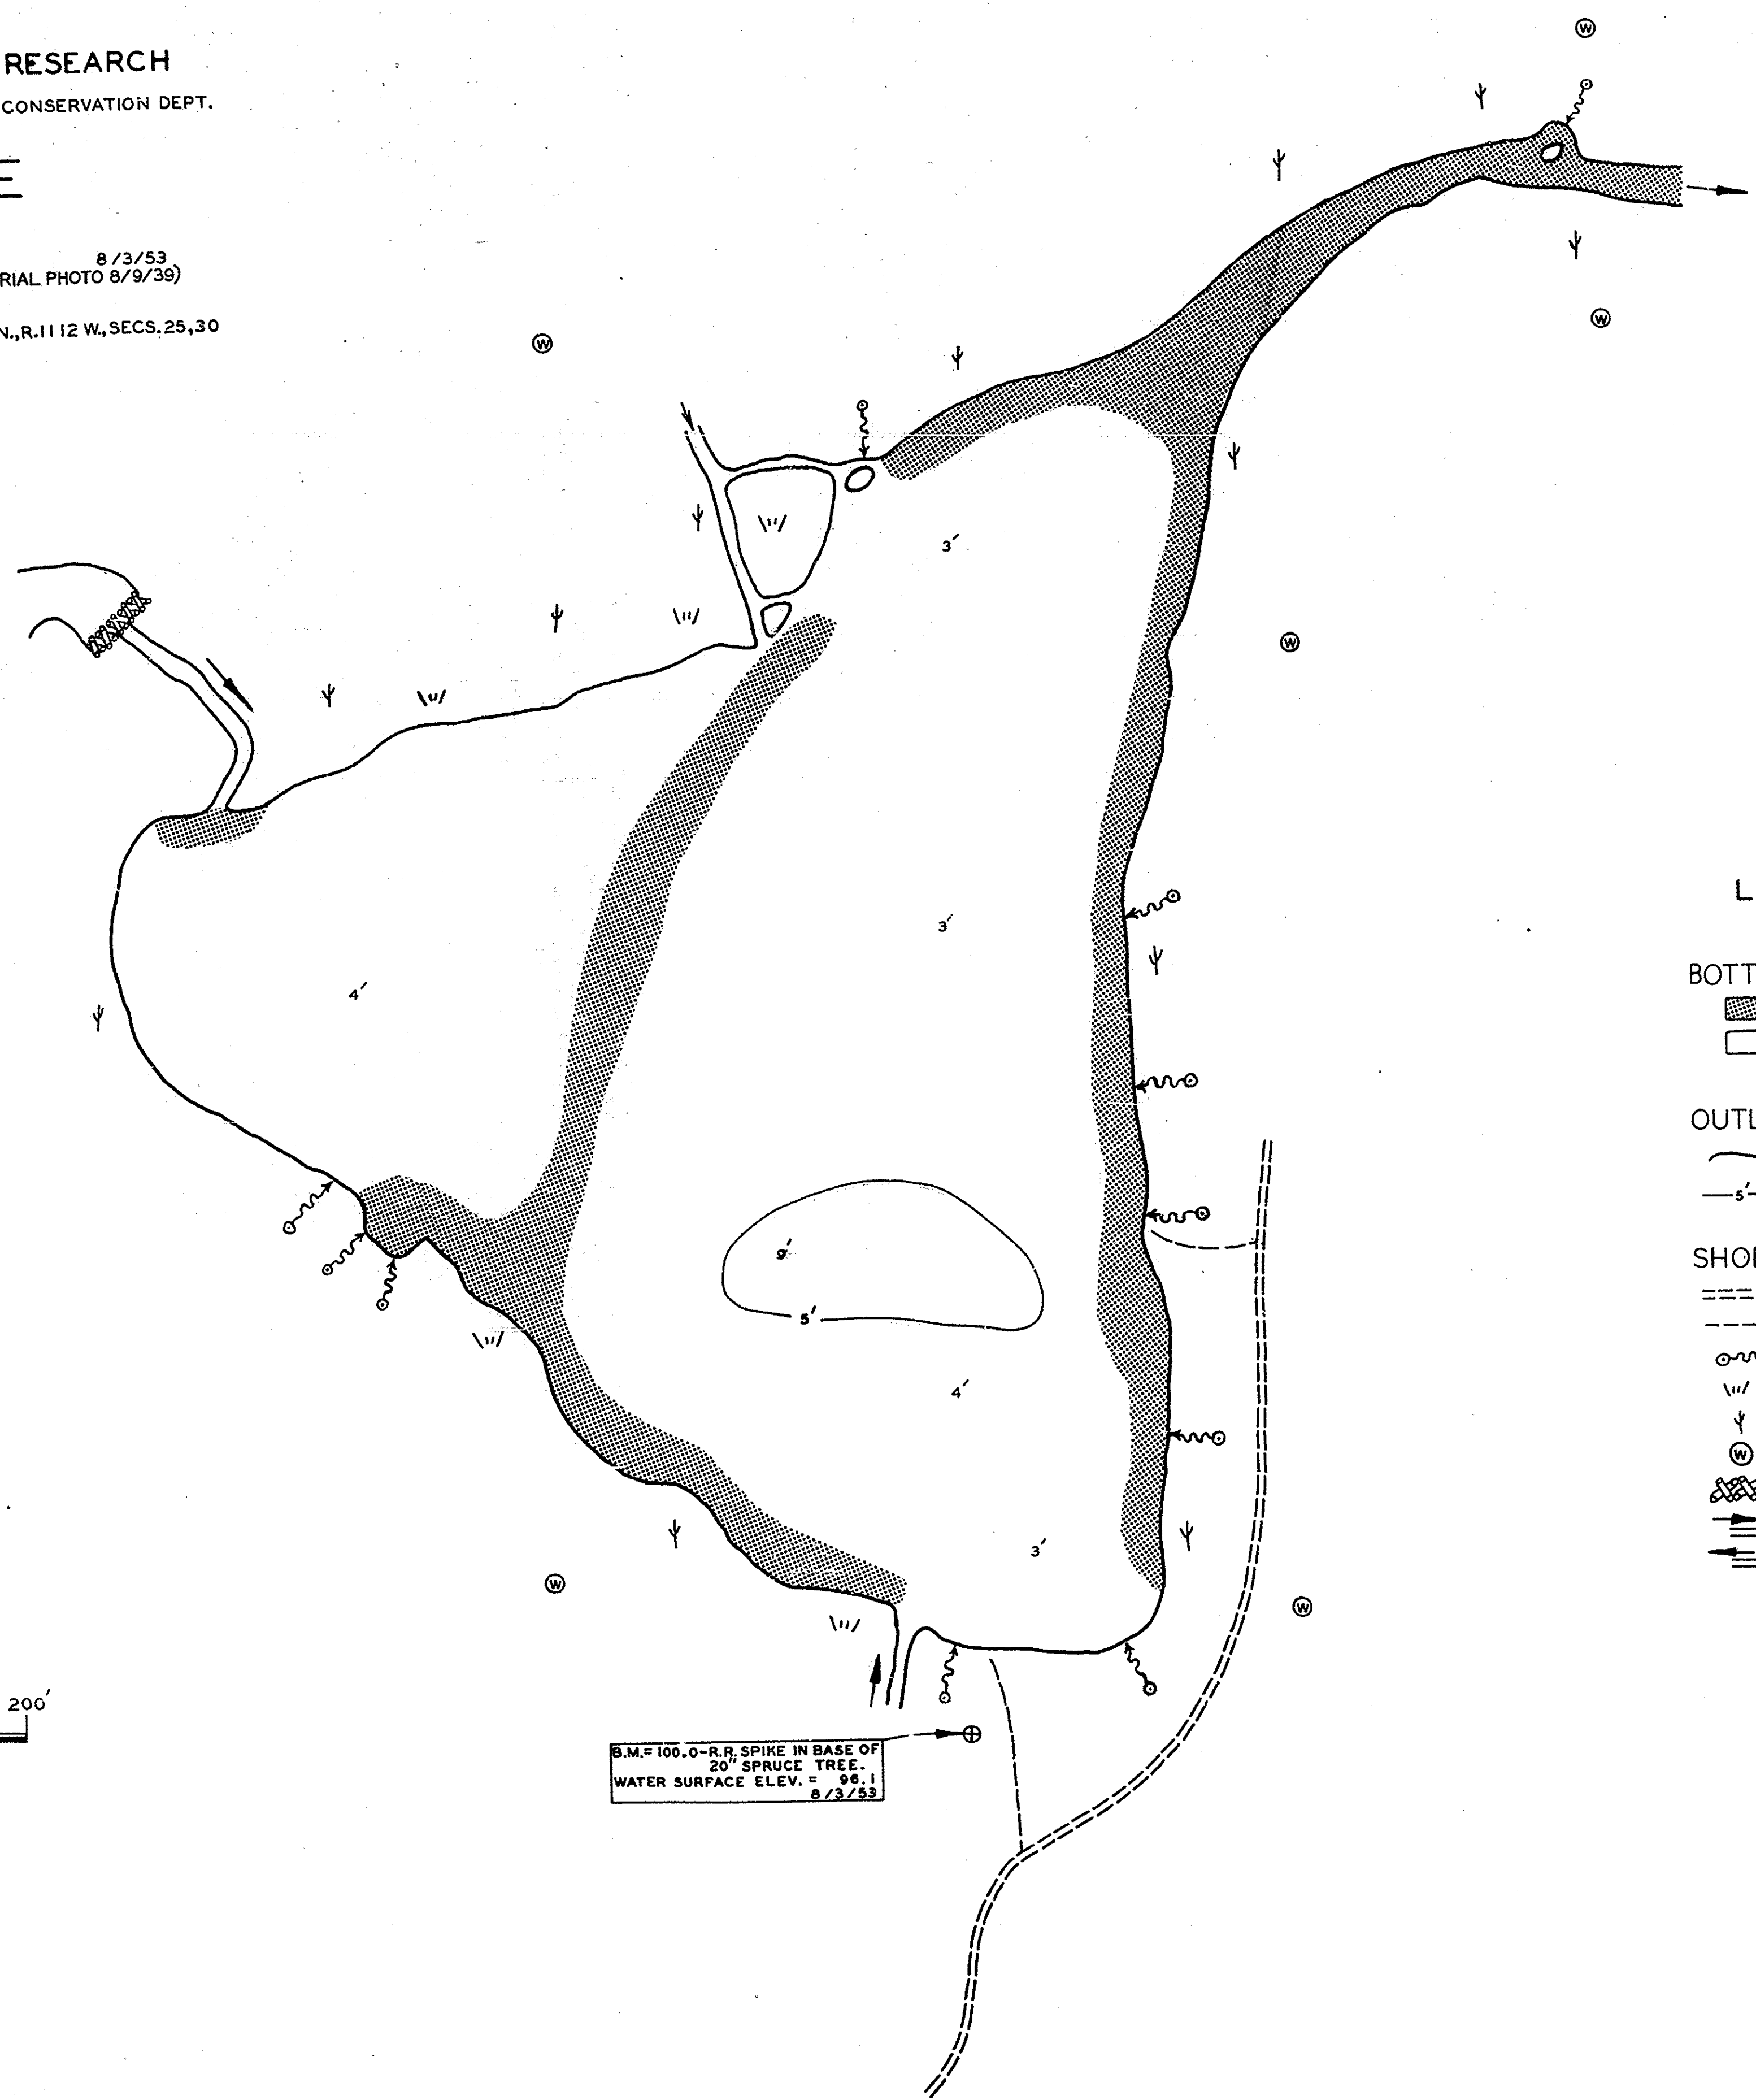 RESEARCH
CONSERVATION DEPT.
E
8/3/53
RIAL PHOTO 8/9/39)
N., R.11 12 W., SECS. 25,30
W
W
W
3′
W
3′
4′
9′
5′
4′
3′
W
W
L
BOTT
OUTL
5′
SHO
W
200′
B.M.= 100.0-R.R. SPIKE IN BASE OF
20" SPRUCE TREE.
WATER SURFACE ELEV. = 96.1
8/3/53